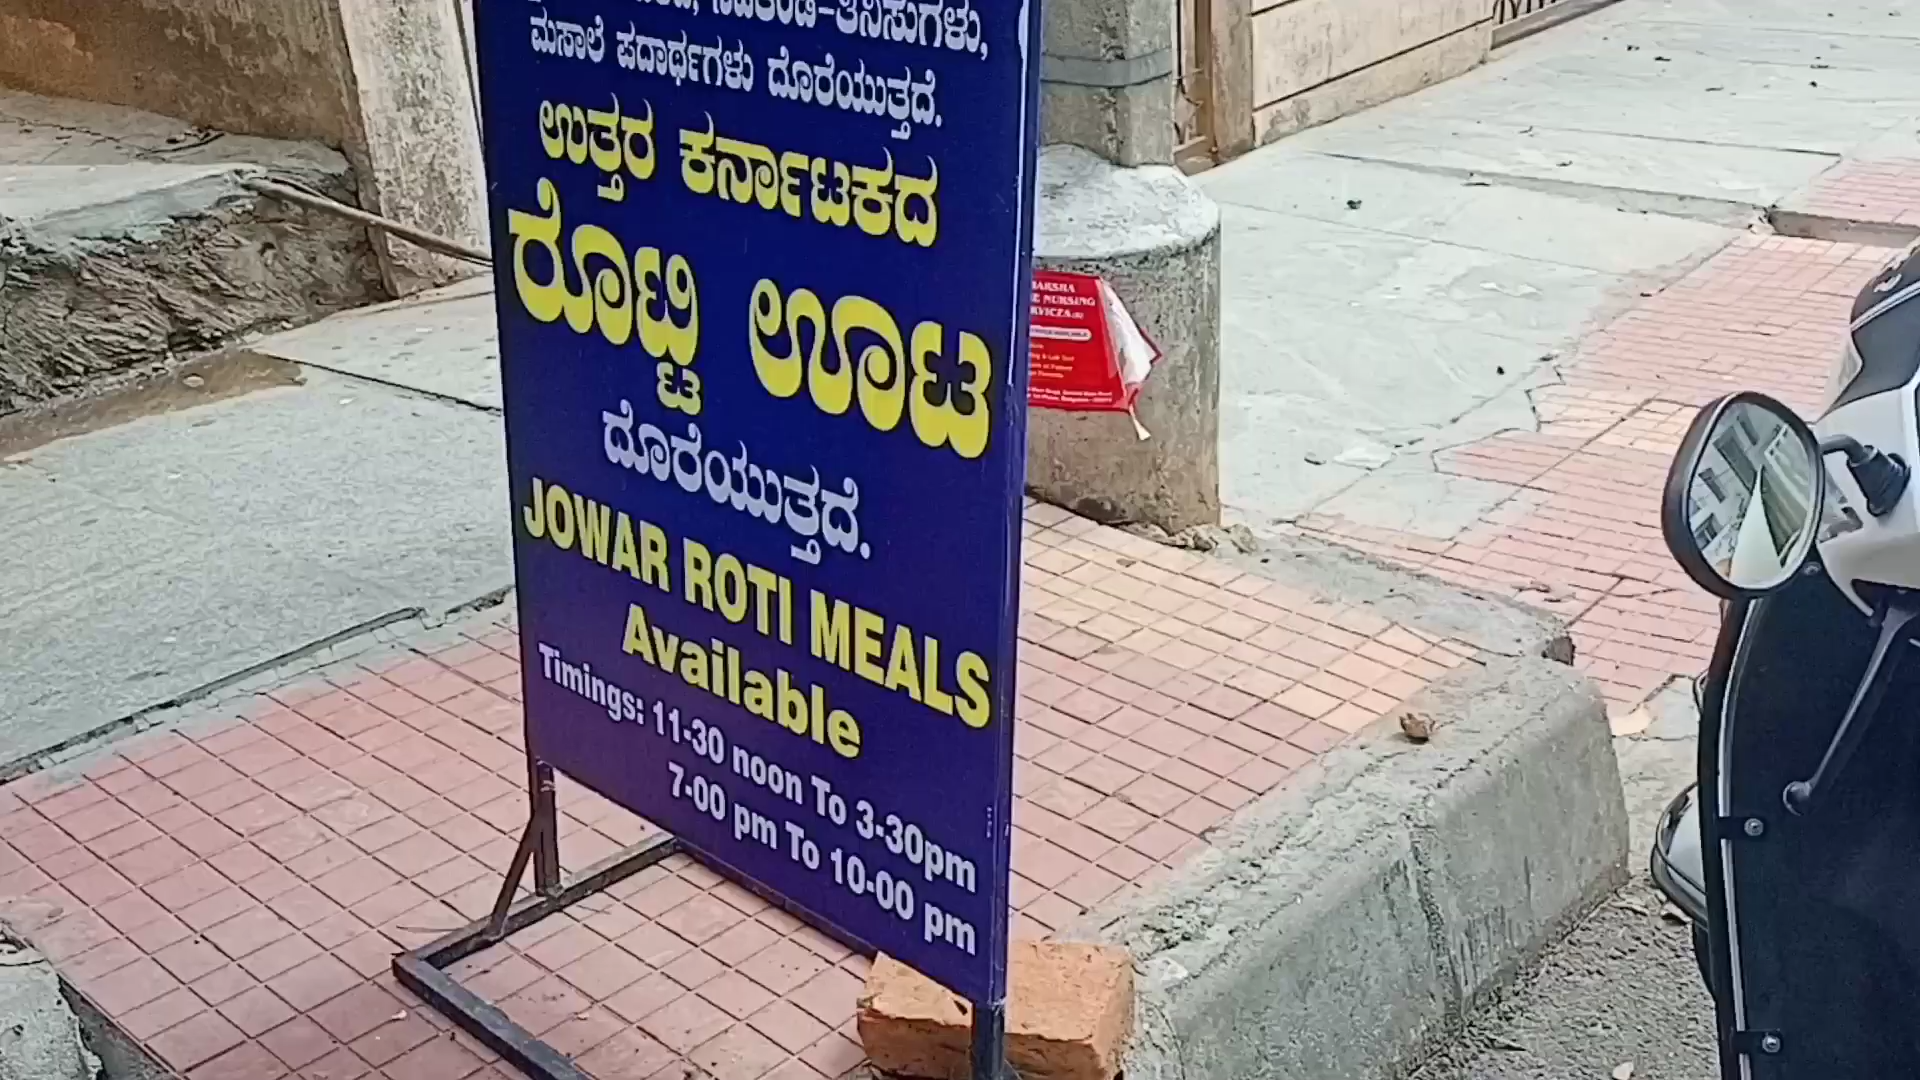 ಮಸಾಲೆ ಪದಾರ್ಥಗಳು ದೊರೆಯುತ್ತದೆ.
ಉತ್ತರ ಕರ್ನಾಟಕದ
ರೊಟ್ಟಿ ಊಟ
ದೊರೆಯುತ್ತದೆ.
JOWAR ROTI MEALS
Available
Timings: 11-30 noon To 3-30pm
7-00 pm To 10-00 pm
NURSING